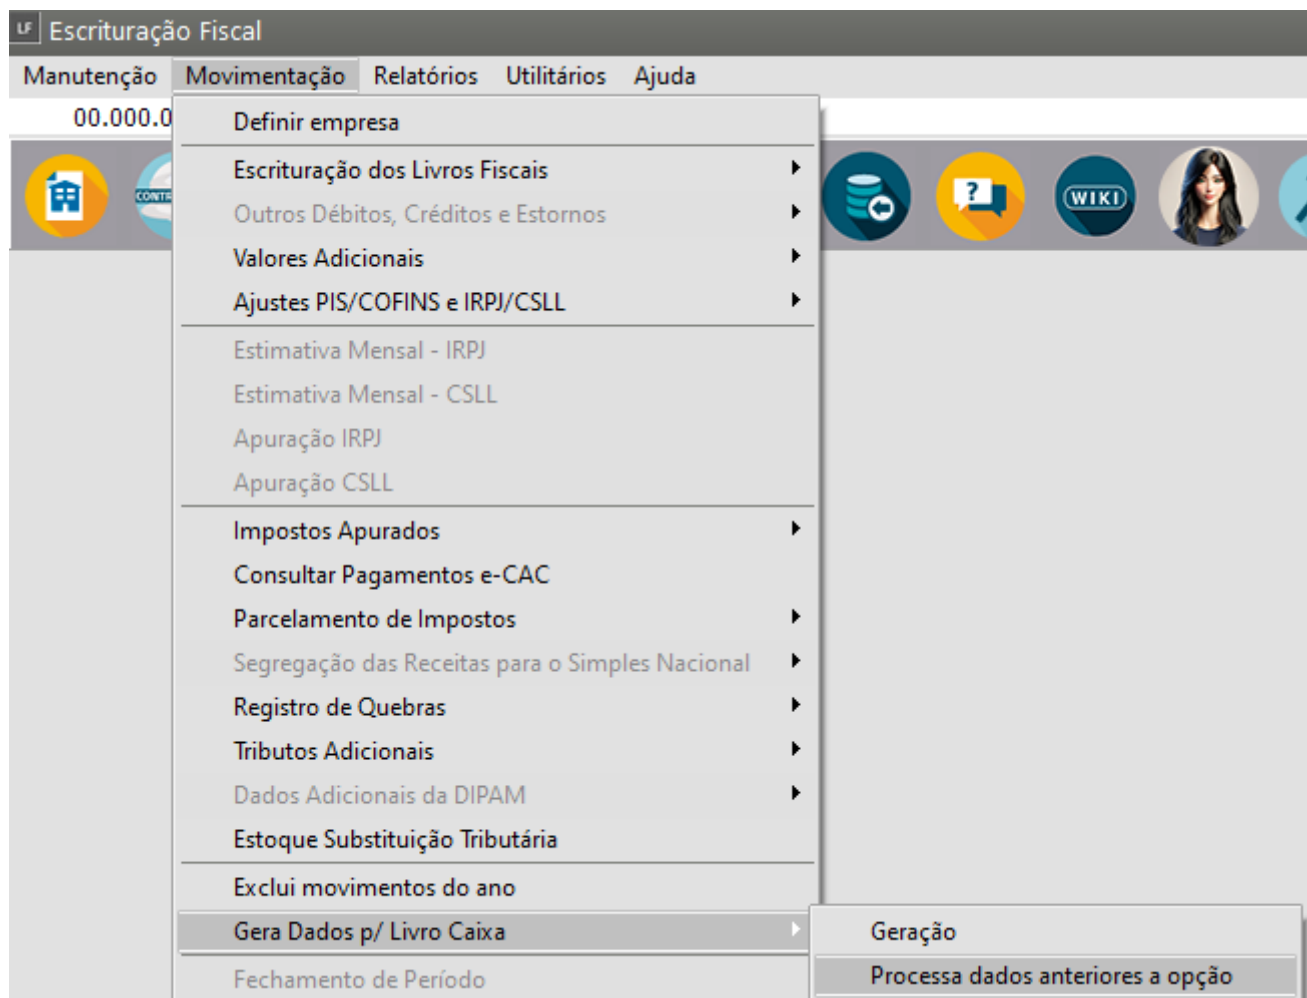 LF Escrituração Fiscal
Manutenção Movimentação Relatórios Utilitários Ajuda
00.000.0
Definir empresa
WIKI
Escrituração dos Livros Fiscais
Outros Débitos, Créditos e Estornos
Valores Adicionais
Ajustes PIS/COFINS e IRPJ/CSLL
Estimativa Mensal - IRPJ
Estimativa Mensal - CSLL
Apuração IRPJ
Apuração CSLL
Impostos Apurados
Consultar Pagamentos e-CAC
Parcelamento de Impostos
Segregação das Receitas para o Simples Nacional
Registro de Quebras
Tributos Adicionais
Dados Adicionais da DIPAM
Estoque Substituição Tributária
Exclui movimentos do ano
Gera Dados p/ Livro Caixa
Geração
Fechamento de Período
Processa dados anteriores a opção